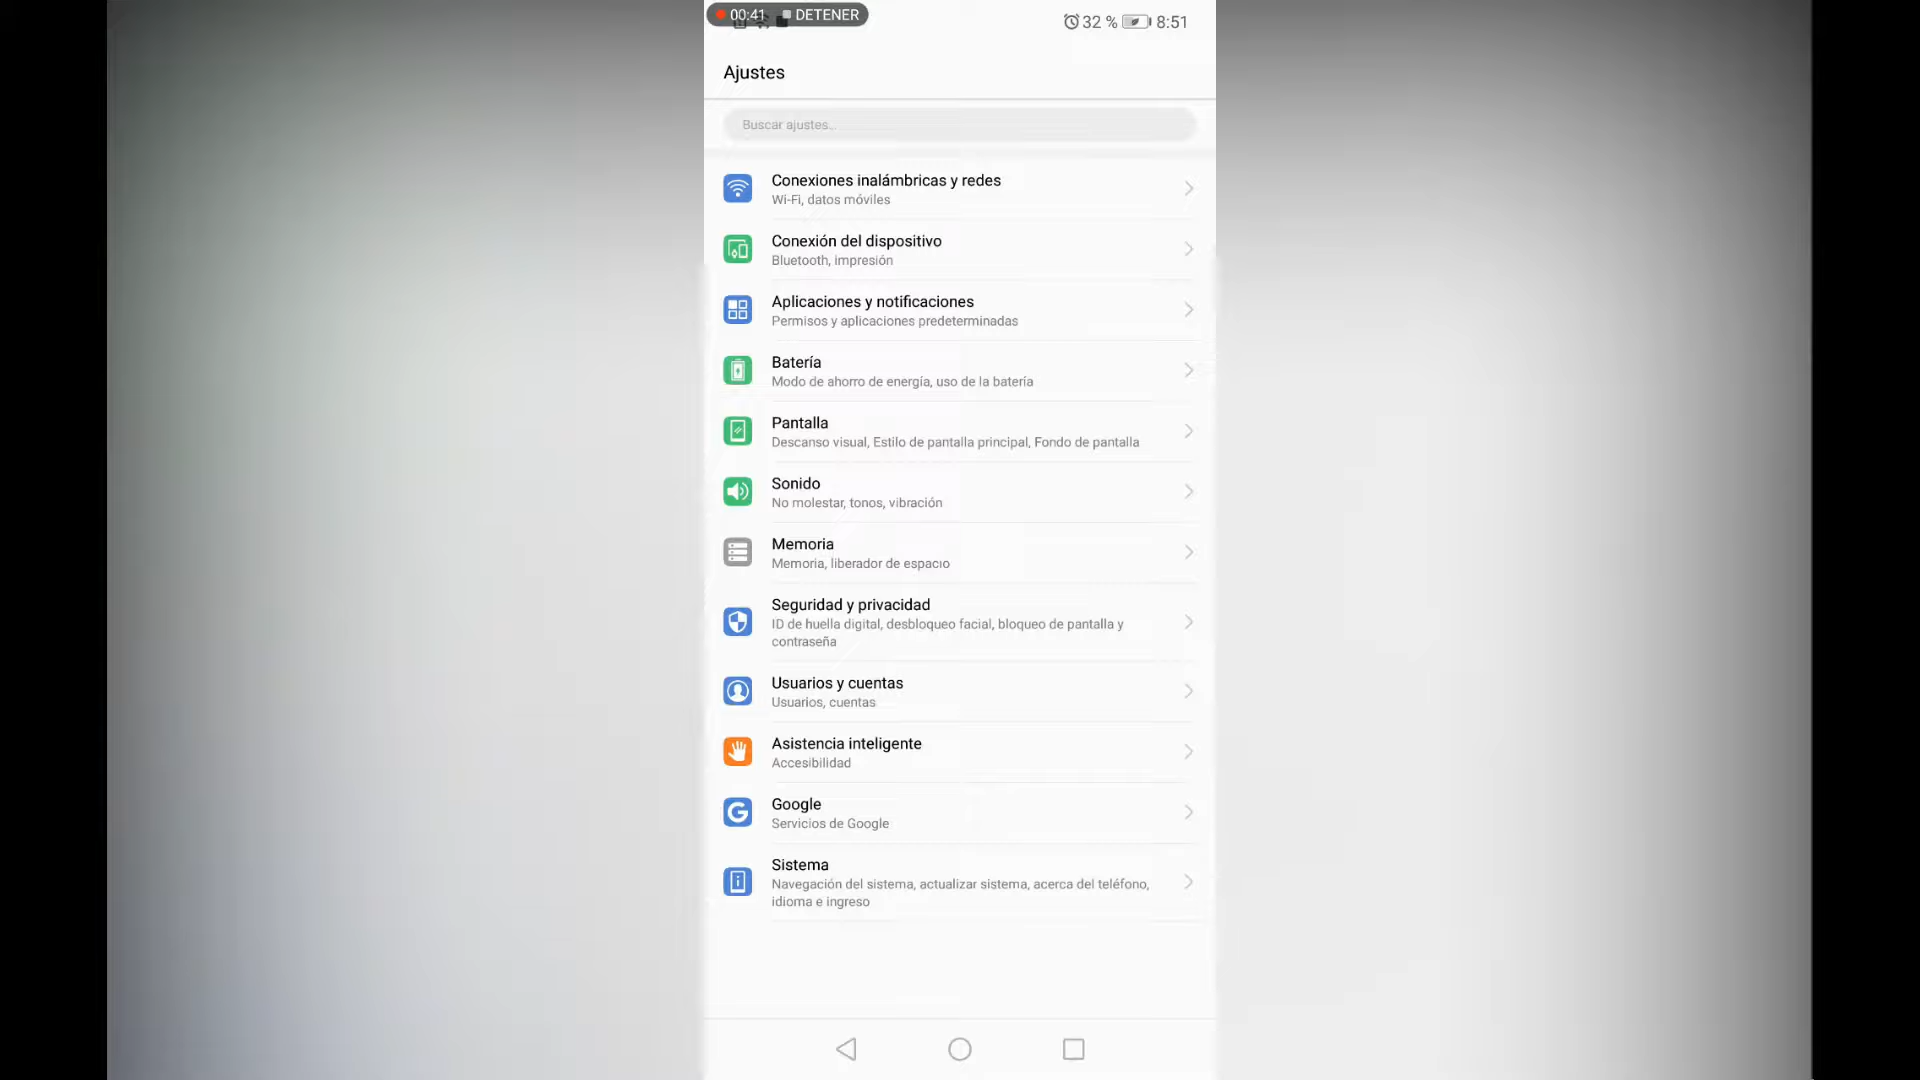 00:41 DETENER
32 % 8:51
Ajustes
Buscar ajustes...
Conexiones inalámbricas y redes
Wi-Fi, datos móviles
Conexión del dispositivo
Bluetooth, impresión
Aplicaciones y notificaciones
Permisos y aplicaciones predeterminadas
Batería
Modo de ahorro de energía, uso de la batería
Pantalla
Descanso visual, Estilo de pantalla principal, Fondo de pantalla
Sonido
No molestar, tonos, vibración
Memoria
Memoria, liberador de espacio
Seguridad y privacidad
ID de huella digital, desbloqueo facial, bloqueo de pantalla y
contraseña
Usuarios y cuentas
Usuarios, cuentas
Asistencia inteligente
Accesibilidad
Google
Servicios de Google
Sistema
Navegación del sistema, actualizar sistema, acerca del teléfono,
idioma e ingreso